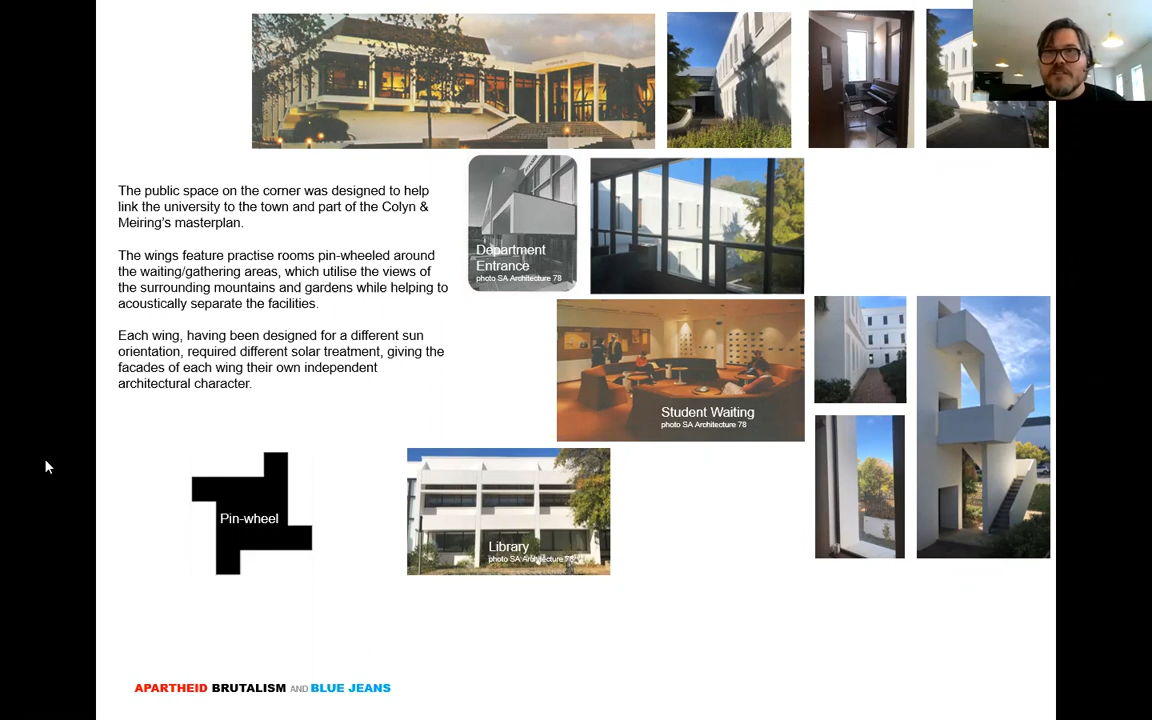 The public space on the corner was designed to help
link the university to the town and part of the Colyn &
Meiring's masterplan.
The wings feature practise rooms pin-wheeled around
the waiting/gathering areas, which utilise the views of
the surrounding mountains and gardens while helping to
acoustically separate the facilities.
Each wing, having been designed for a different sun
orientation, required different solar treatment, giving the
facades of each wing their own independent
architectural character.
Department
Entrance
photo SA Architecture 78
Student Waiting
photo SA Architecture 78
Pin-wheel
Library
photo SA Architecture 78
APARTHEID BRUTALISM AND BLUE JEANS